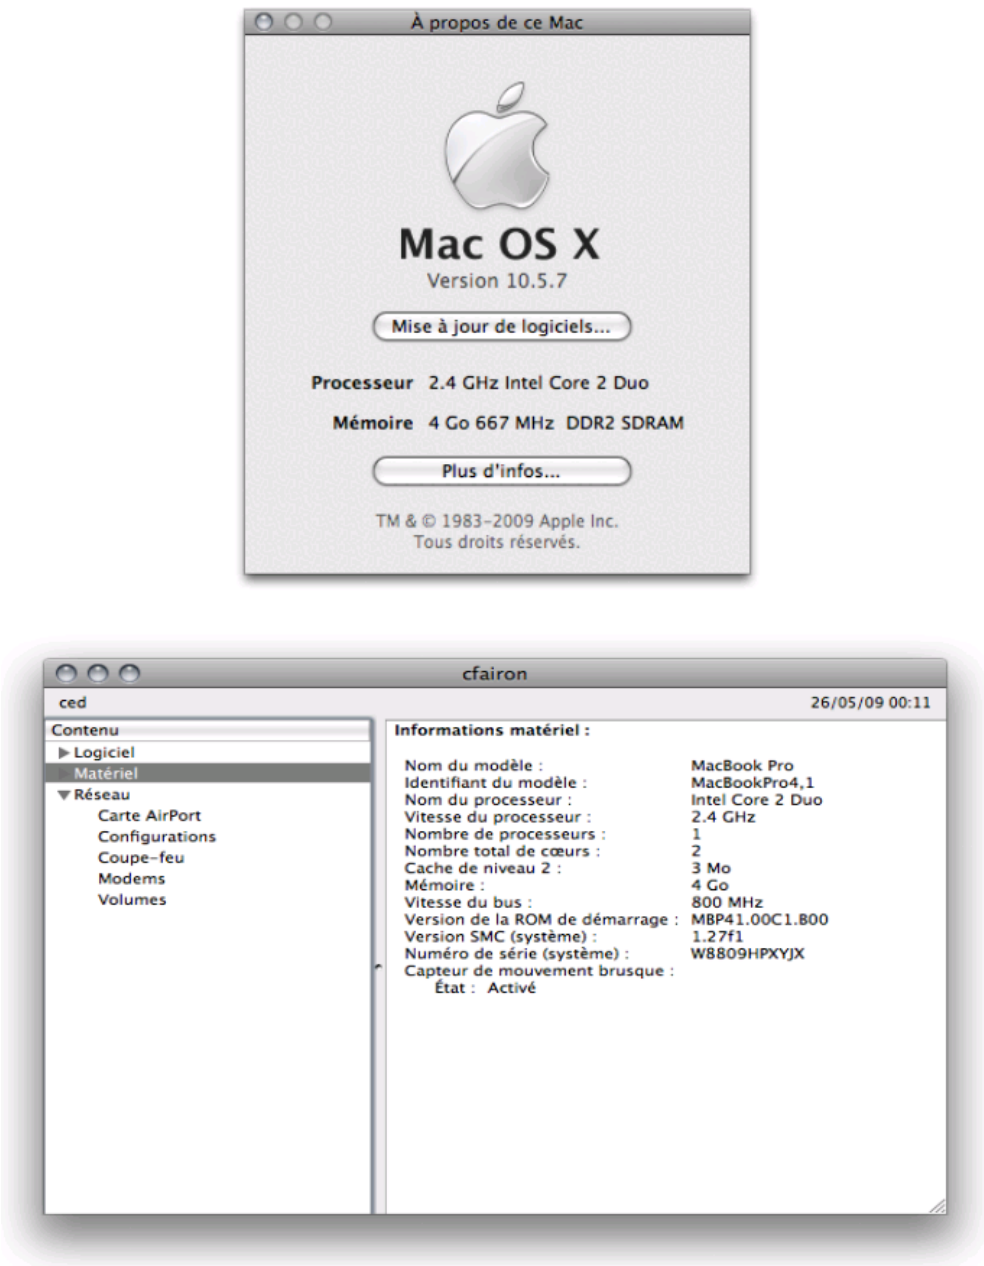 À propos de ce Mac
Mac OS X
Version 10.5.7
Mise à jour de logiciels...
Processeur 2.4 GHz Intel Core 2 Duo
Mémoire 4 Go 667 MHz DDR2 SDRAM
Plus d'infos...
TM & © 1983-2009 Apple Inc.
Tous droits réservés.
cfairon
ced 26/05/09 00:11
Contenu
Logiciel
Matériel
Réseau
Carte AirPort
Configurations
Coupe-feu
Modems
Volumes
Informations matériel :
Nom du modèle : MacBook Pro
Identifiant du modèle : MacBookPro4,1
Nom du processeur : Intel Core 2 Duo
Vitesse du processeur : 2.4 GHz
Nombre de processeurs : 1
Nombre total de cœurs : 2
Cache de niveau 2 : 3 Mo
Mémoire : 4 Go
Vitesse du bus : 800 MHz
Version de la ROM de démarrage : MBP41.00C1.B00
Version SMC (système) : 1.27f1
Numéro de série (système) : W8809HPXYJX
Capteur de mouvement brusque :
État : Activé